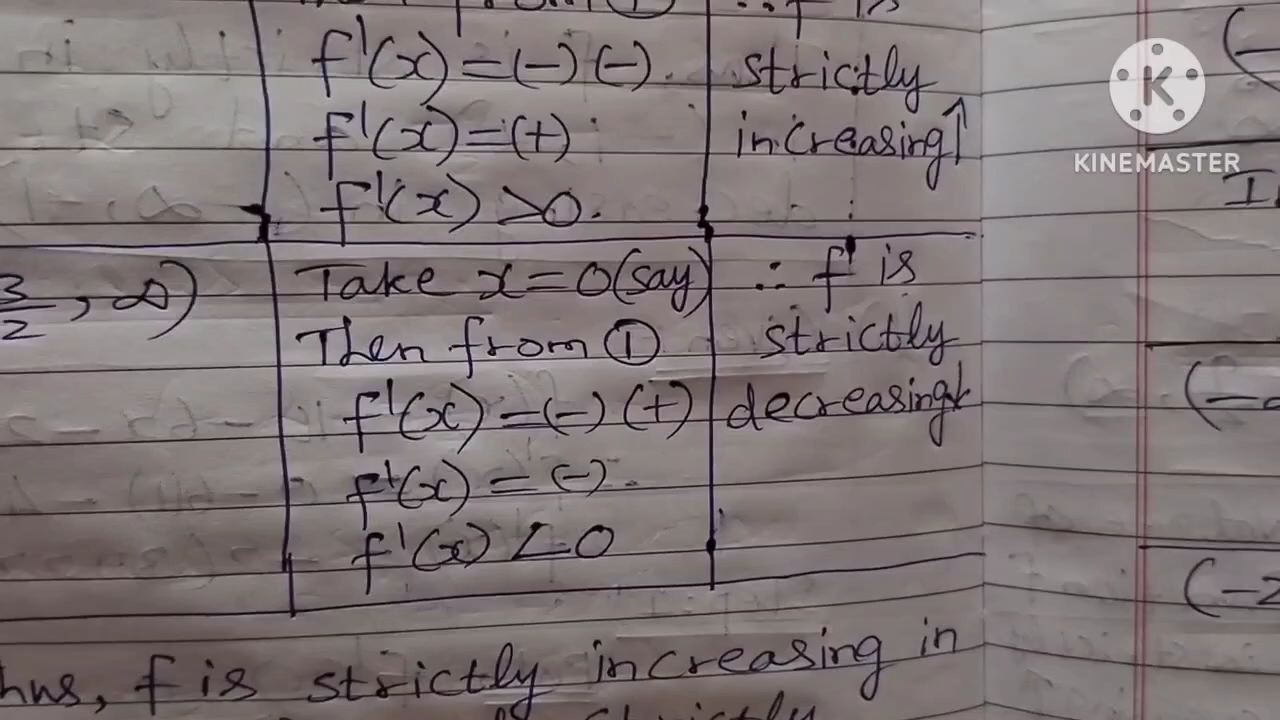 f'(x) = (-) (-).
f'(x) = (+)
f'(x) > 0.
strictly
increasing ↑
3/2, ∞)
Take x = 0 (say)
Then from ①
f'(x) = (-) (+)
f'(x) = (-).
f'(x) < 0
∴ f is
strictly
decreasing ↓
f is strictly increasing in
strictly
K
KINEMASTER